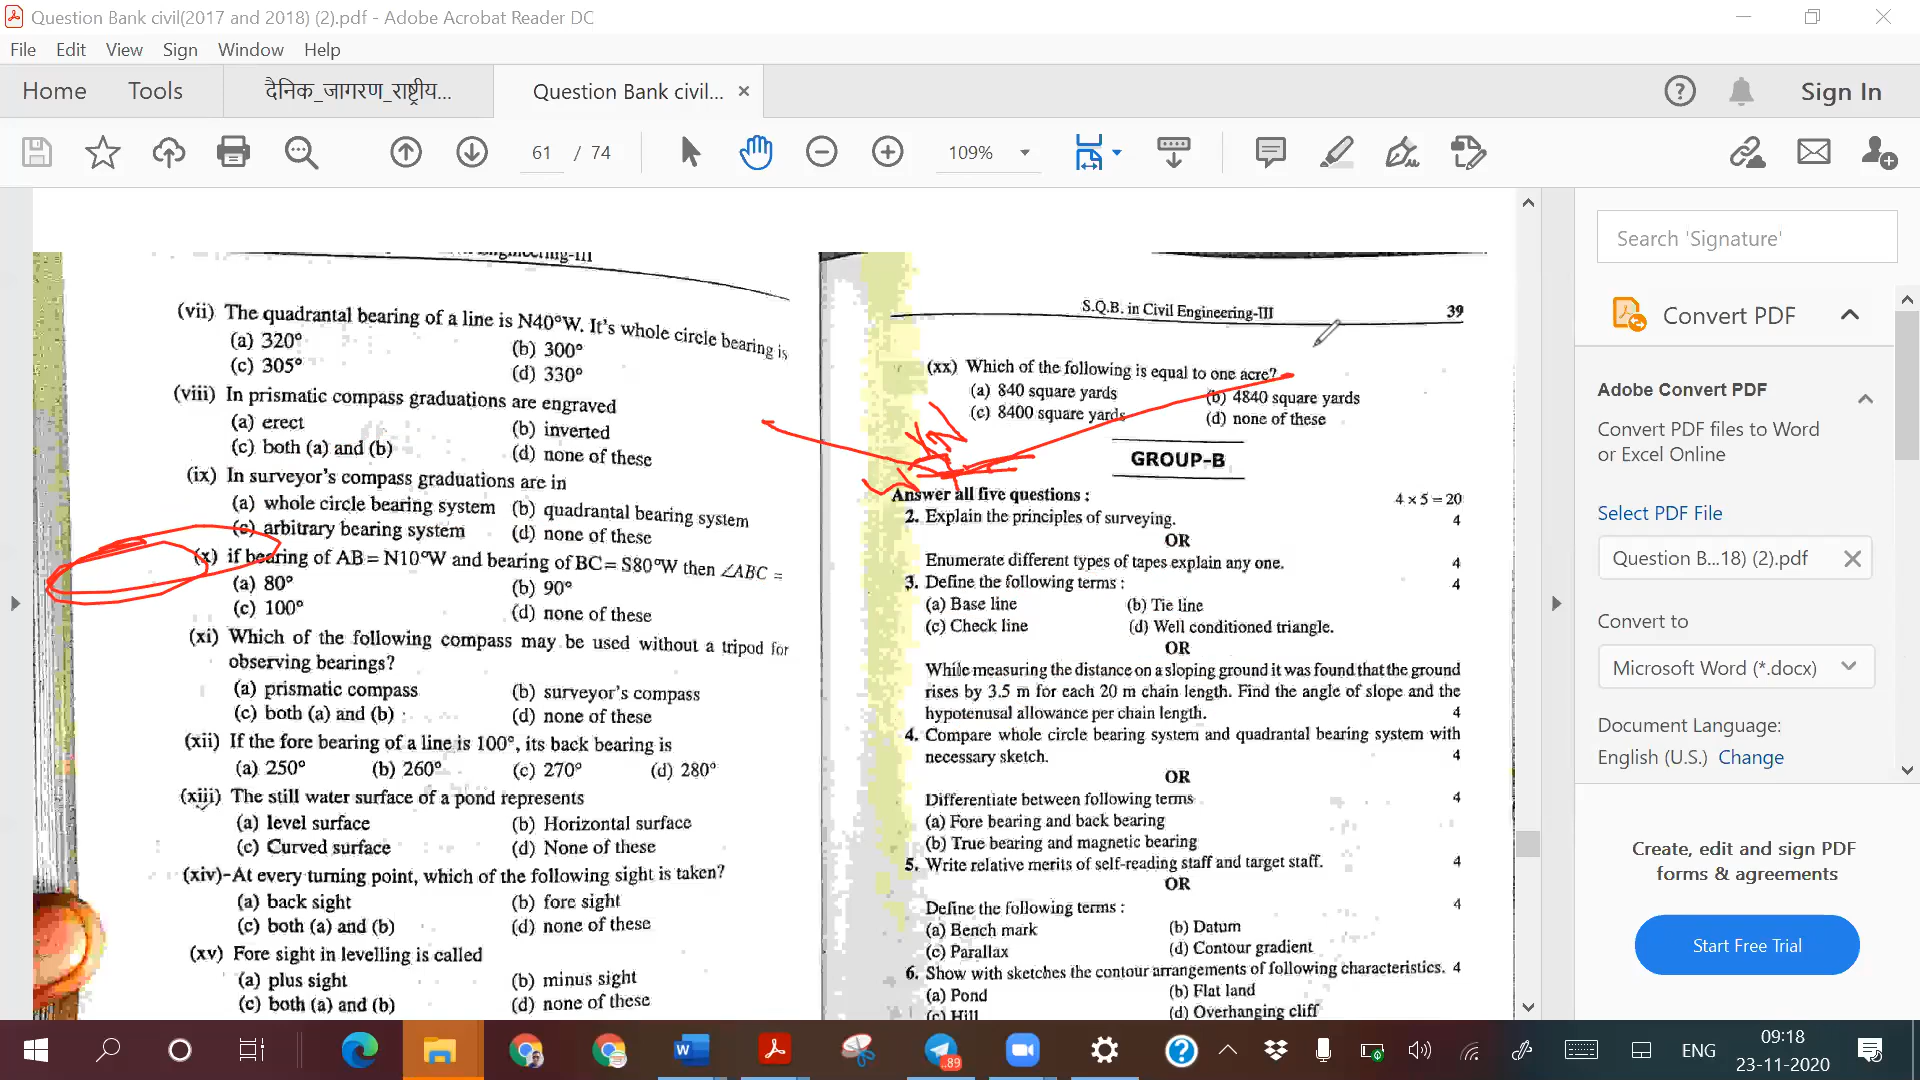 Question Bank civil(2017 and 2018) (2).pdf - Adobe Acrobat Reader DC
File Edit View Sign Window Help
Home Tools दैनिक_जागरण_राष्ट्रीय... Question Bank civil... × Sign In
61 / 74 109%
Engineering-III
(vii) The quadrantal bearing of a line is N40°W. It's whole circle bearing is
(a) 320° (b) 300°
(c) 305° (d) 330°
(viii) In prismatic compass graduations are engraved
(a) erect (b) inverted
(c) both (a) and (b) (d) none of these
(ix) In surveyor's compass graduations are in
(a) whole circle bearing system (b) quadrantal bearing system
(c) arbitrary bearing system (d) none of these
(x) if bearing of AB = N10°W and bearing of BC = S80°W then ∠ABC =
(a) 80° (b) 90°
(c) 100° (d) none of these
(xi) Which of the following compass may be used without a tripod for
observing bearings?
(a) prismatic compass (b) surveyor's compass
(c) both (a) and (b) (d) none of these
(xii) If the fore bearing of a line is 100°, its back bearing is
(a) 250° (b) 260° (c) 270° (d) 280°
(xiii) The still water surface of a pond represents
(a) level surface (b) Horizontal surface
(c) Curved surface (d) None of these
(xiv)-At every turning point, which of the following sight is taken?
(a) back sight (b) fore sight
(c) both (a) and (b) (d) none of these
(xv) Fore sight in levelling is called
(a) plus sight (b) minus sight
(c) both (a) and (b) (d) none of these
S.Q.B. in Civil Engineering-III 39
(xx) Which of the following is equal to one acre?
(a) 840 square yards (b) 4840 square yards
(c) 8400 square yards (d) none of these
GROUP-B
Answer all five questions : 4 × 5 = 20
2. Explain the principles of surveying. 4
OR
Enumerate different types of tapes explain any one. 4
3. Define the following terms : 4
(a) Base line (b) Tie line
(c) Check line (d) Well conditioned triangle.
OR
While measuring the distance on a sloping ground it was found that the ground
rises by 3.5 m for each 20 m chain length. Find the angle of slope and the
hypotenusal allowance per chain length. 4
4. Compare whole circle bearing system and quadrantal bearing system with
necessary sketch. 4
OR
Differentiate between following terms 4
(a) Fore bearing and back bearing
(b) True bearing and magnetic bearing
5. Write relative merits of self-reading staff and target staff. 4
OR
Define the following terms : 4
(a) Bench mark (b) Datum
(c) Parallax (d) Contour gradient
6. Show with sketches the contour arrangements of following characteristics. 4
(a) Pond (b) Flat land
(c) Hill (d) Overhanging cliff
Search 'Signature'
Convert PDF
Adobe Convert PDF
Convert PDF files to Word
or Excel Online
Select PDF File
Question B...18) (2).pdf
Convert to
Microsoft Word (*.docx)
Document Language:
English (U.S.) Change
Create, edit and sign PDF
forms & agreements
Start Free Trial
89
ENG
09:18
23-11-2020